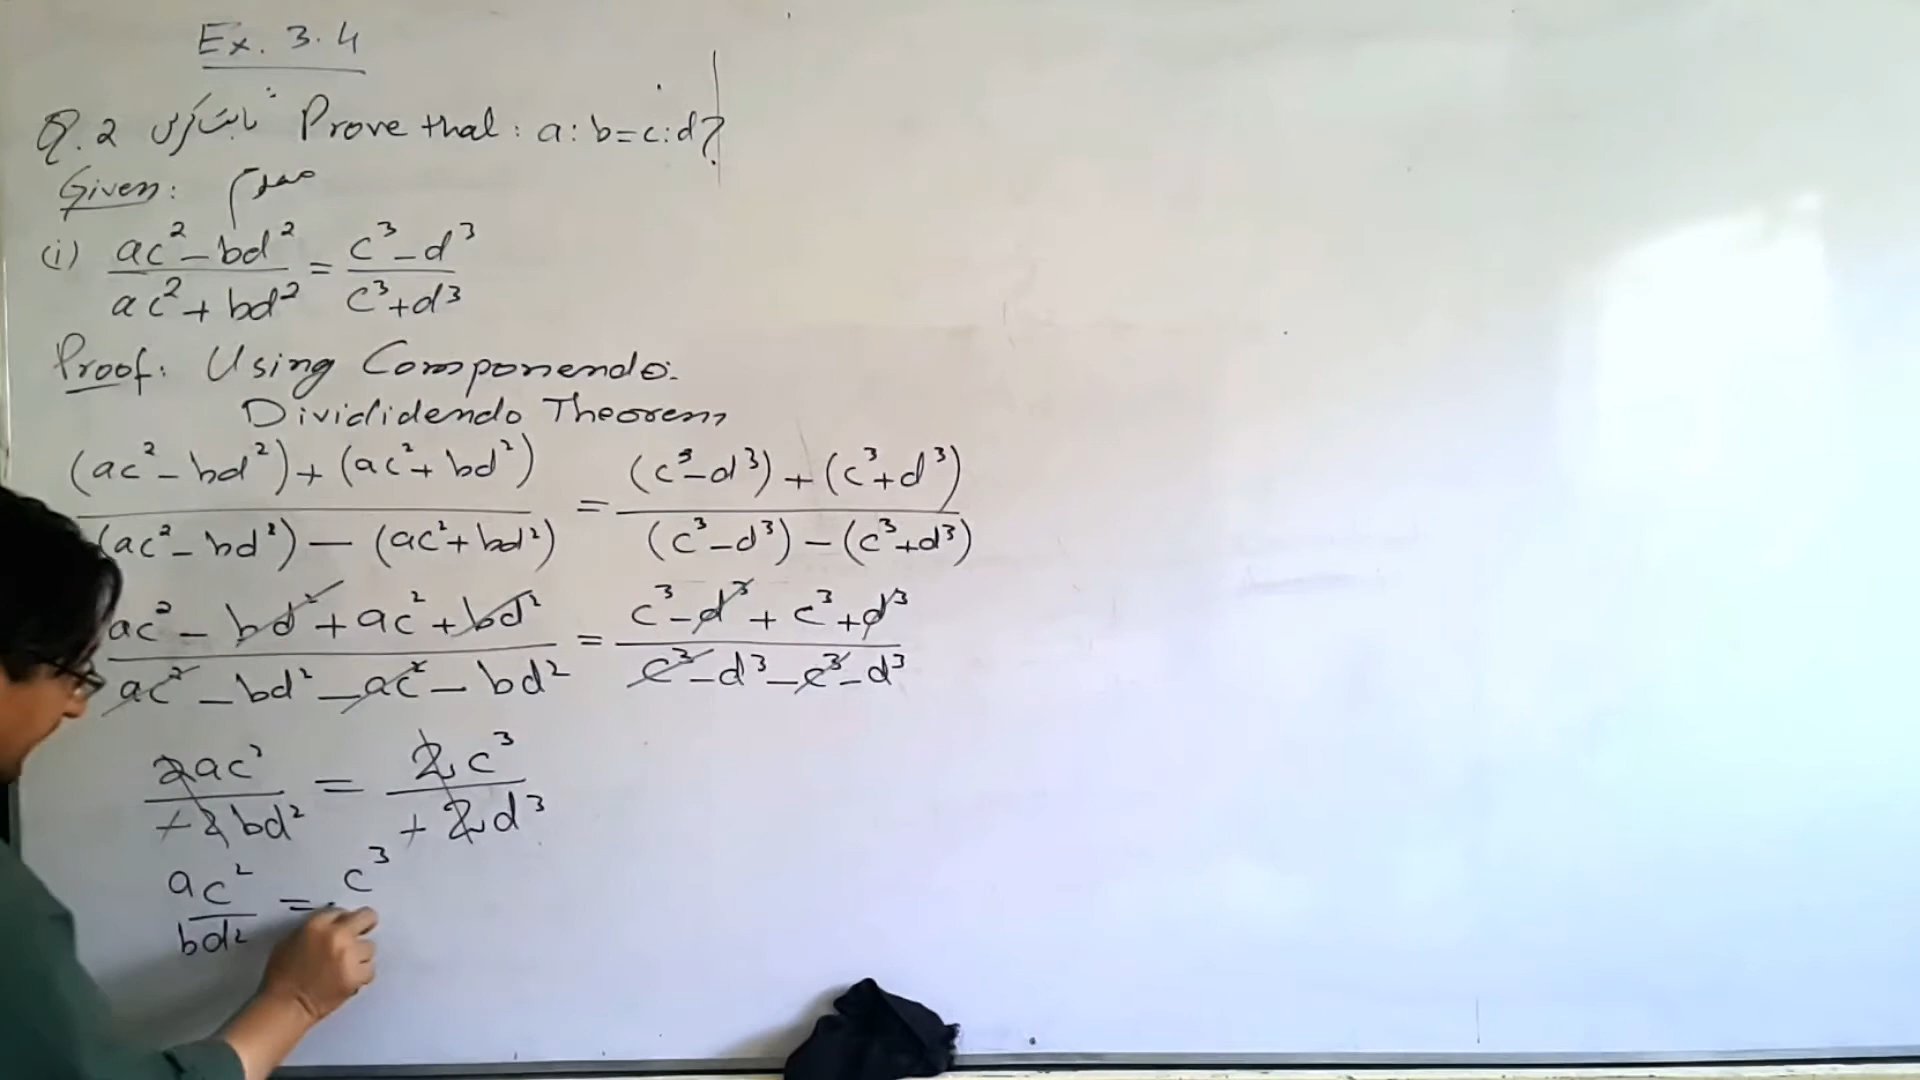 Ex. 3.4
Q.2 ثابت کریں Prove that : a:b=c:d?
Given: معلوم
(i) ac²-bd²/ac²+bd² = c³-d³/c³+d³
Proof: Using Componendo-
Divididendo Theorem,
(ac²-bd²)+(ac²+bd²)/(ac²-bd²)-(ac²+bd²) = (c³-d³)+(c³+d³)/(c³-d³)-(c³+d³)
ac²-bd²+ac²+bd²/ac²-bd²-ac²-bd² = c³-d³+c³+d³/c³-d³-c³-d³
2ac²/+2bd² = 2c³/+2d³
ac²/bd² = c³